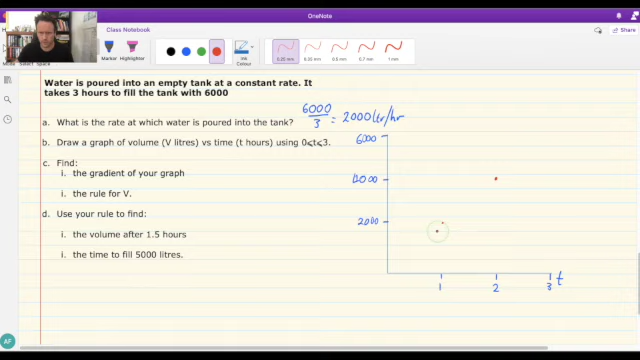 OneNote
Class Notebook
Marker
Highlighter
Ink
Colour
0.25 mm
0.35 mm
0.5 mm
0.7 mm
1 mm
Water is poured into an empty tank at a constant rate. It
takes 3 hours to fill the tank with 6000
a. What is the rate at which water is poured into the tank?
6000/3 = 2000 ltr/hr
b. Draw a graph of volume (V litres) vs time (t hours) using 0⩽t⩽3.
c. Find:
i. the gradient of your graph
i. the rule for V.
d. Use your rule to find:
i. the volume after 1.5 hours
i. the time to fill 5000 litres.
6000
4000
2000
1 2 3 t
AF